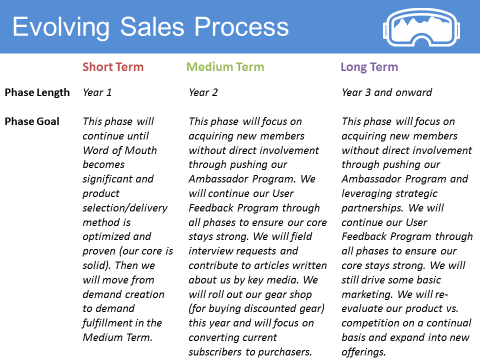 Evolving Sales Process
Short Term Medium Term Long Term
Phase Length Year 1 Year 2 Year 3 and onward
Phase Goal
This phase will
continue until
Word of Mouth
becomes
significant and
product
selection/delivery
method is
optimized and
proven (our core is
solid). Then we
will move from
demand creation
to demand
fulfillment in the
Medium Term.
This phase will focus on
acquiring new members
without direct involvement
through pushing our
Ambassador Program. We
will continue our User
Feedback Program through
all phases to ensure our core
stays strong. We will field
interview requests and
contribute to articles written
about us by key media. We
will roll out our gear shop
(for buying discounted gear)
this year and will focus on
converting current
subscribers to purchasers.
This phase will focus on
acquiring new members
without direct involvement
through pushing our
Ambassador Program and
leveraging strategic
partnerships. We will
continue our User
Feedback Program through
all phases to ensure our
core stays strong. We will
still drive some basic
marketing. We will re-
evaluate our product vs.
competition on a continual
basis and expand into new
offerings.